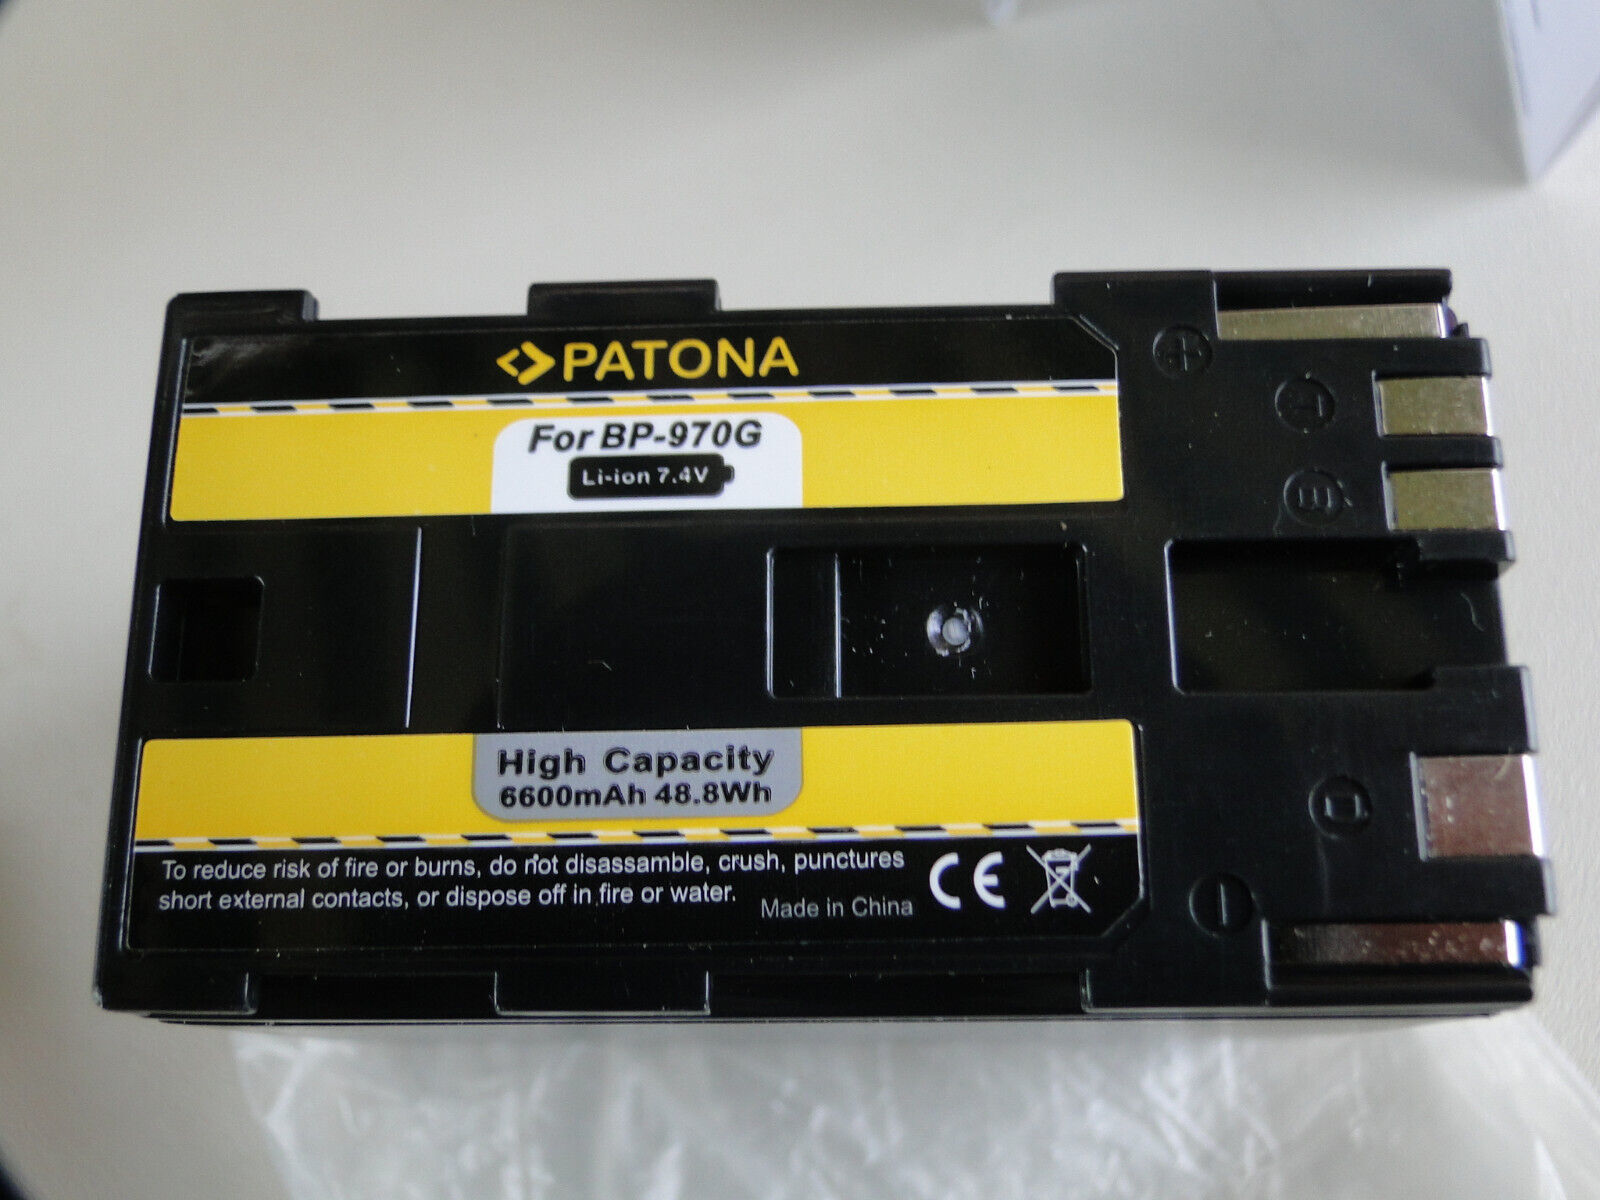 PATONA
For BP-970G
Li-ion 7.4V
+
T
B
High Capacity
6600mAh 48.8Wh
D
To reduce risk of fire or burns, do not disassamble, crush, punctures
short external contacts, or dispose off in fire or water.
Made in China
CE
-